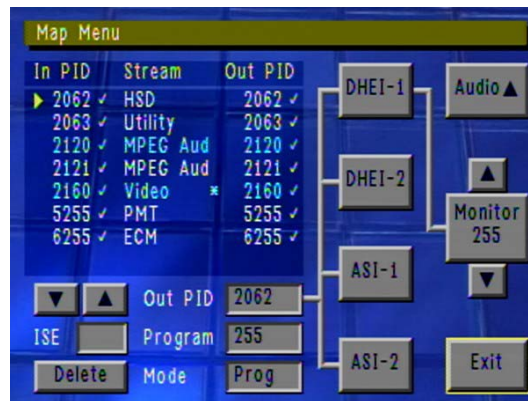 Map Menu
In PID Stream Out PID
2062 ✓ HSD 2062 ✓
2063 ✓ Utility 2063 ✓
2120 ✓ MPEG Aud 2120 ✓
2121 ✓ MPEG Aud 2121 ✓
2160 ✓ Video * 2160 ✓
5255 ✓ PMT 5255 ✓
6255 ✓ ECM 6255 ✓
Out PID 2062
ISE Program 255
Delete Mode Prog
DHEI-1
DHEI-2
ASI-1
ASI-2
Audio ▲
Monitor
255
Exit